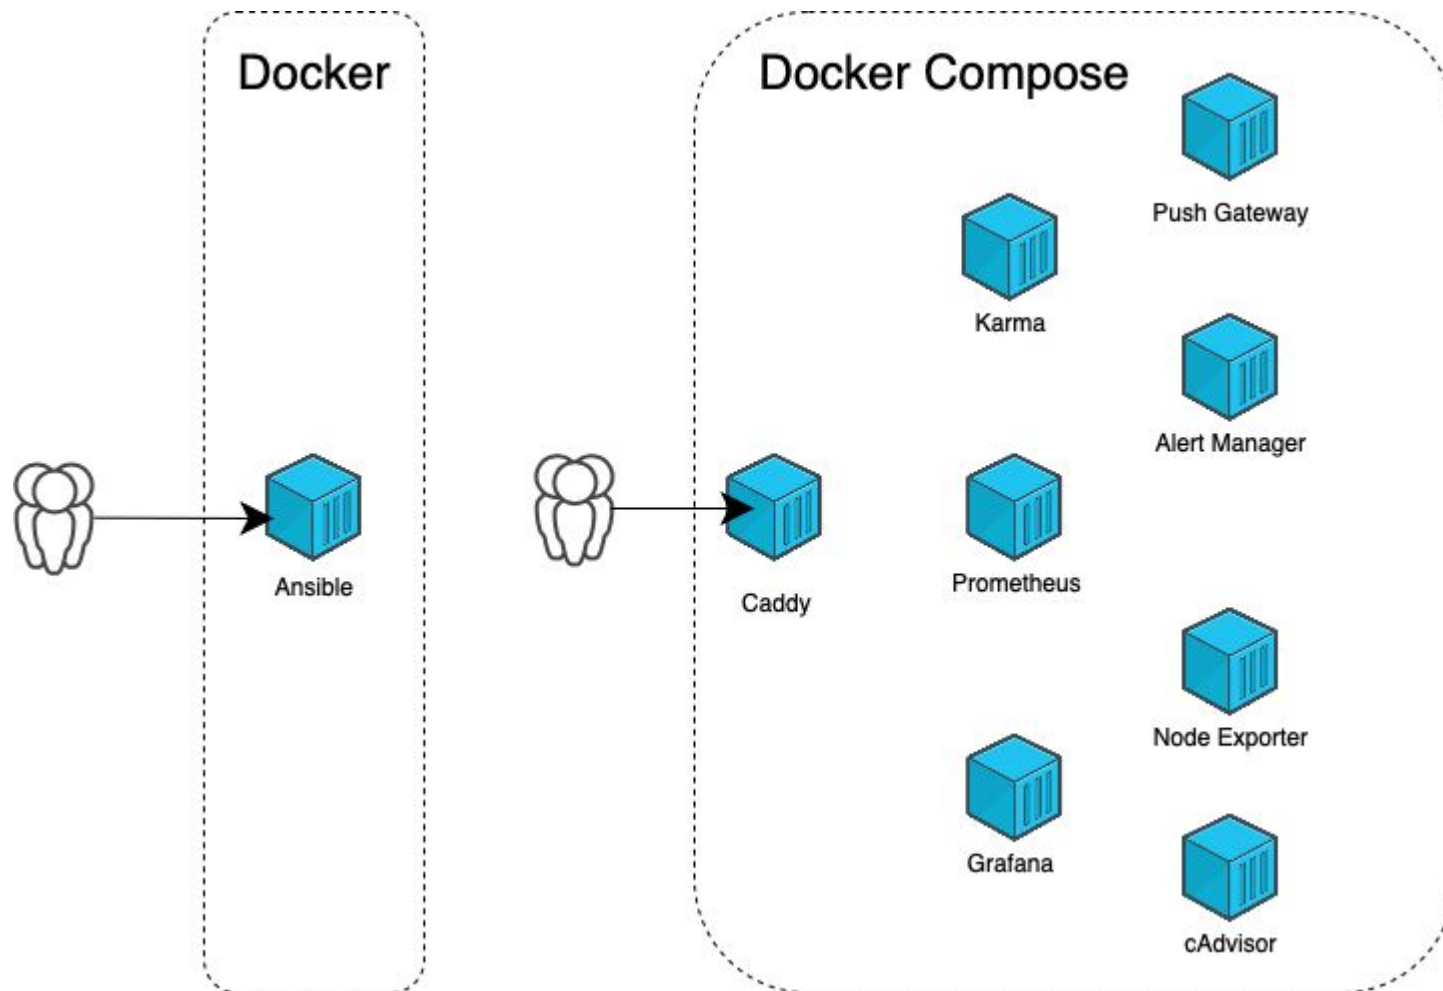 Docker
Docker Compose
Push Gateway
Karma
Alert Manager
Ansible
Caddy
Prometheus
Node Exporter
Grafana
cAdvisor